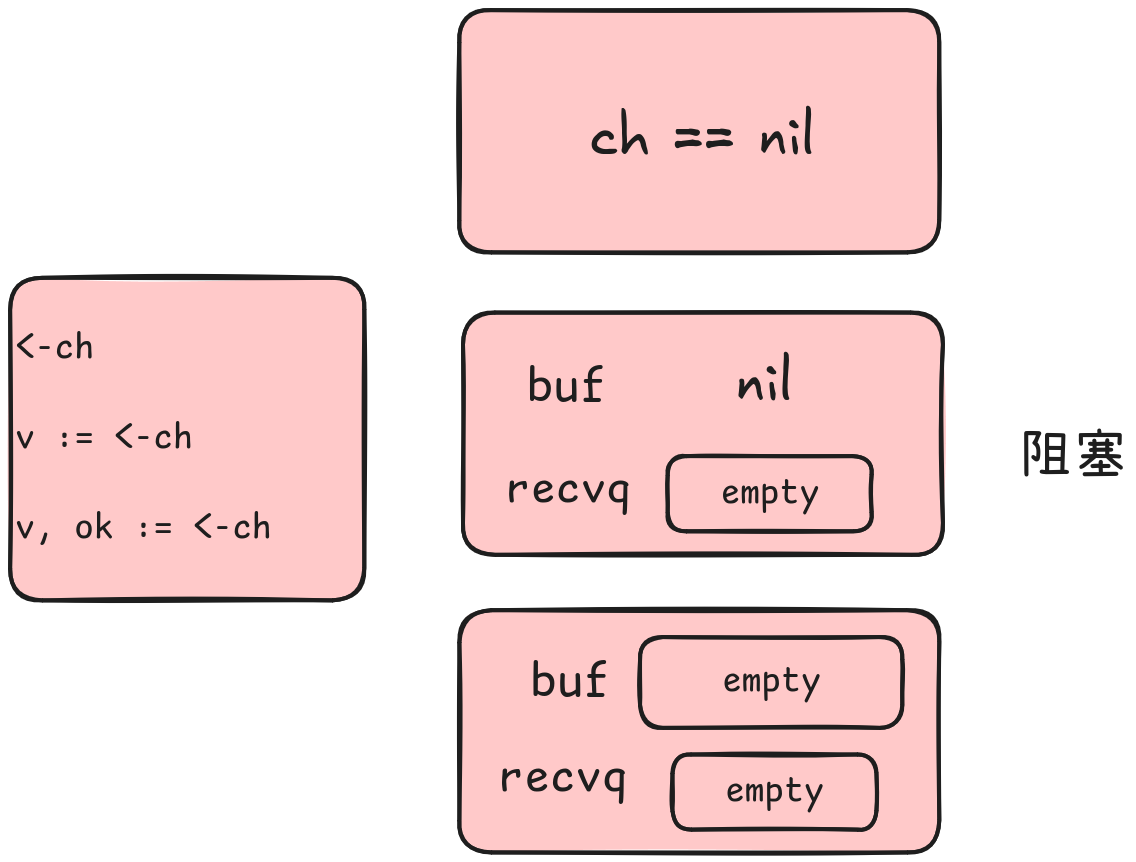 ch == nil
<-ch
v := <-ch
v, ok := <-ch
buf nil
recvq empty
阻塞
buf empty
recvq empty